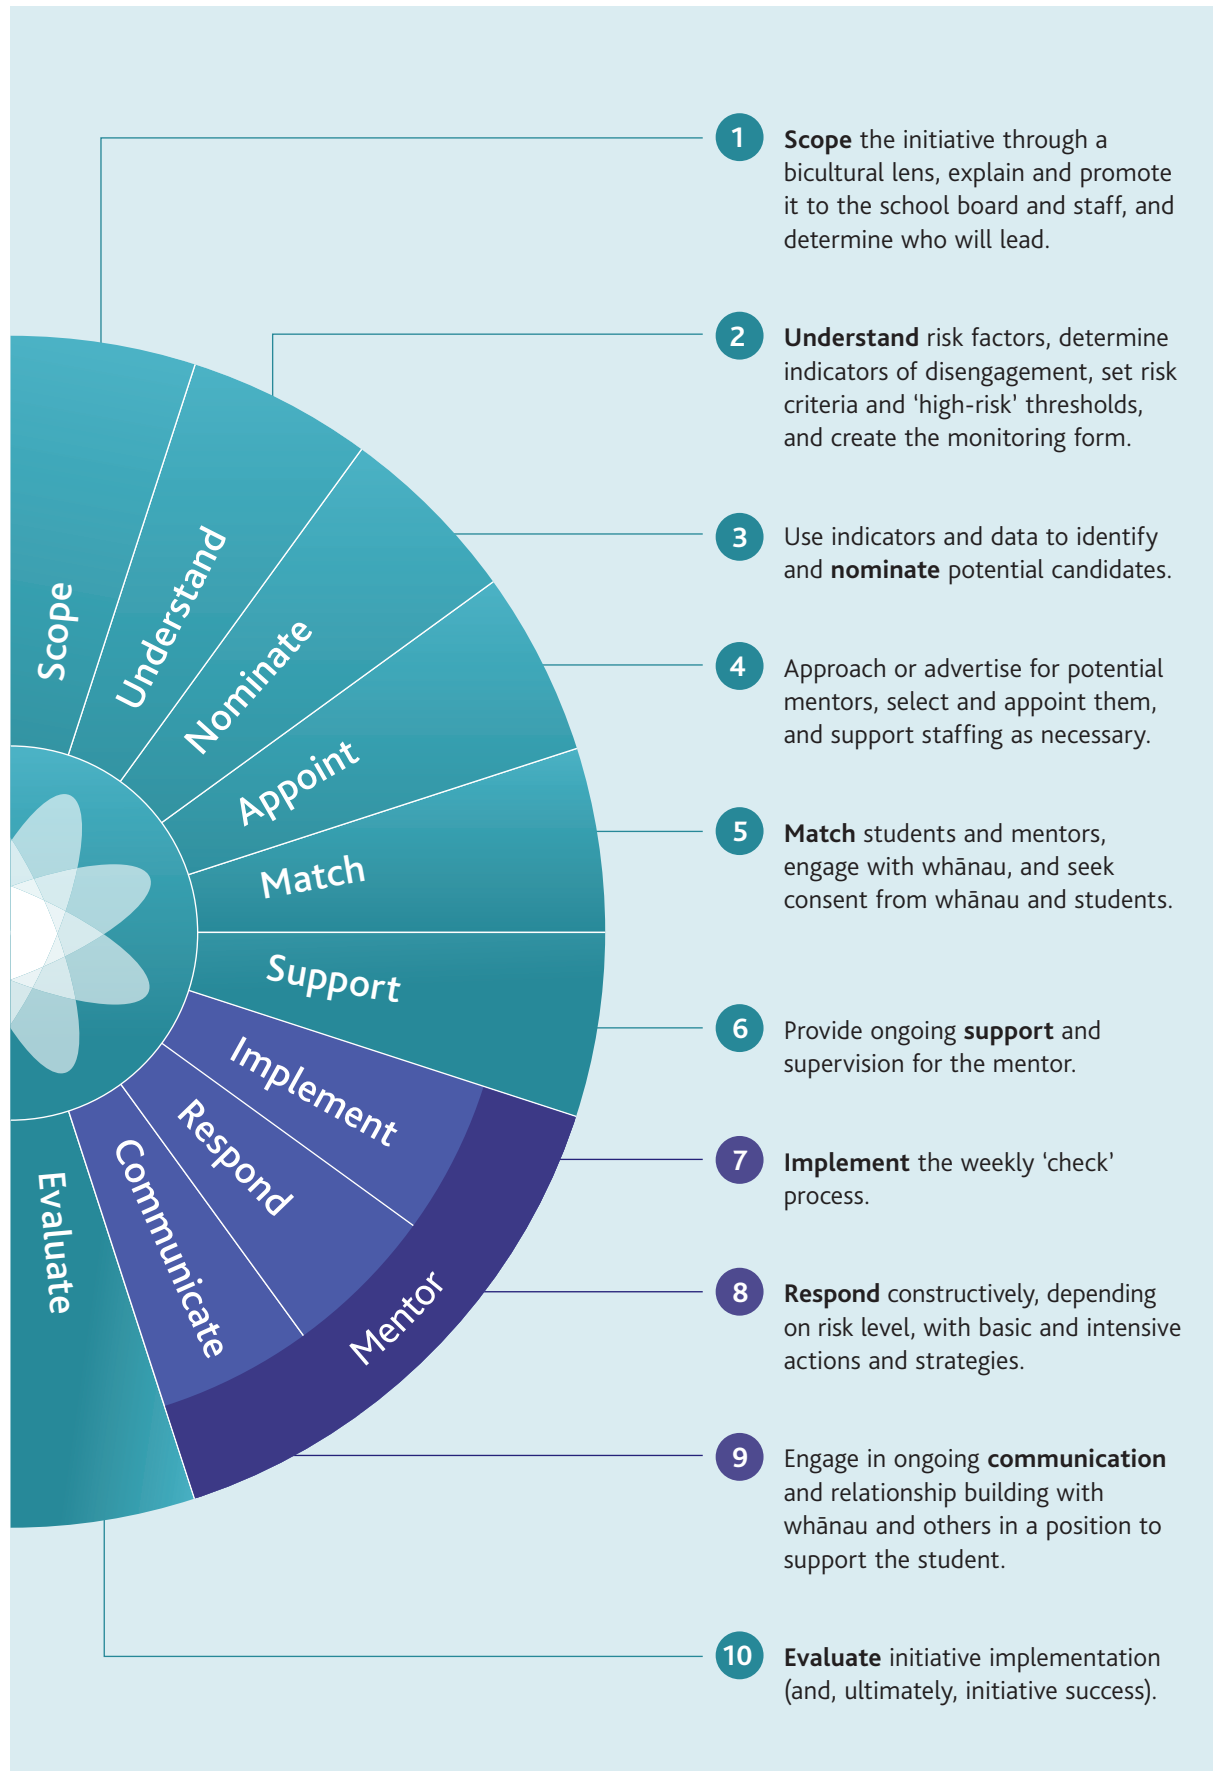 1
Scope the initiative through a
bicultural lens, explain and promote
it to the school board and staff, and
determine who will lead.
2
Understand risk factors, determine
indicators of disengagement, set risk
criteria and ‘high-risk’ thresholds,
and create the monitoring form.
3
Use indicators and data to identify
and nominate potential candidates.
4
Approach or advertise for potential
mentors, select and appoint them,
and support staffing as necessary.
5
Match students and mentors,
engage with whānau, and seek
consent from whānau and students.
6
Provide ongoing support and
supervision for the mentor.
7
Implement the weekly ‘check’
process.
8
Respond constructively, depending
on risk level, with basic and intensive
actions and strategies.
9
Engage in ongoing communication
and relationship building with
whānau and others in a position to
support the student.
10
Evaluate initiative implementation
(and, ultimately, initiative success).
Scope
Understand
Nominate
Appoint
Match
Support
Implement
Respond
Communicate
Evaluate
Mentor